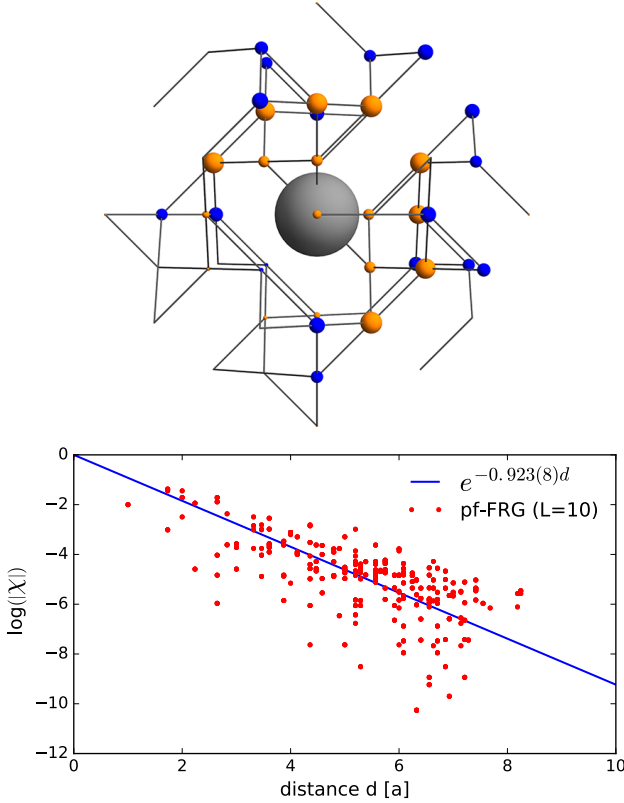 0
−2
−4
−6
−8
−10
−12
log(|χ|)
e^{−0.923(8)d}
pf-FRG (L=10)
0 2 4 6 8 10
distance d [a]